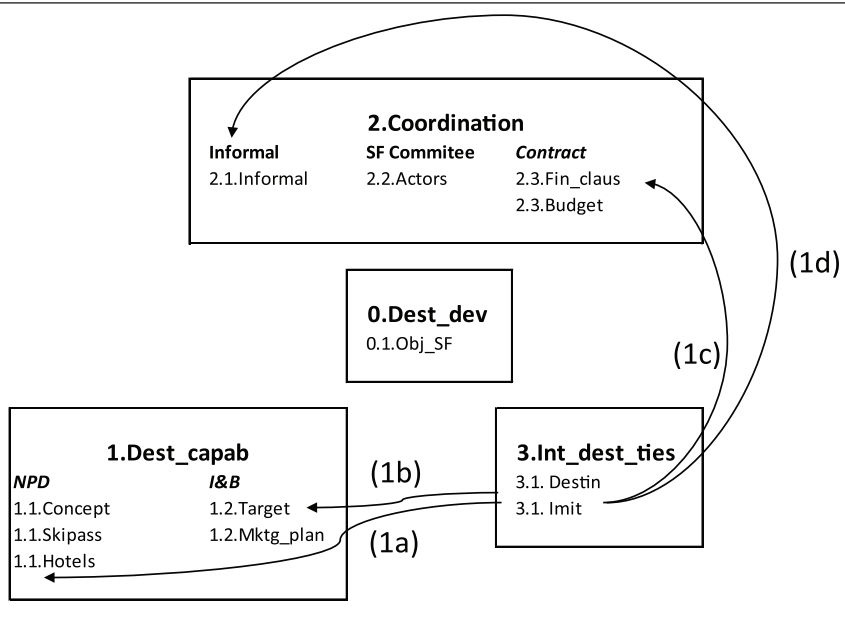 2.Coordination
Informal SF Commitee Contract
2.1.Informal 2.2.Actors 2.3.Fin_claus
2.3.Budget
(1d)
0.Dest_dev
0.1.Obj_SF
(1c)
1.Dest_capab
NPD I&B
1.1.Concept 1.2.Target
1.1.Skipass 1.2.Mktg_plan
1.1.Hotels
(1b)
(1a)
3.Int_dest_ties
3.1. Destin
3.1. Imit